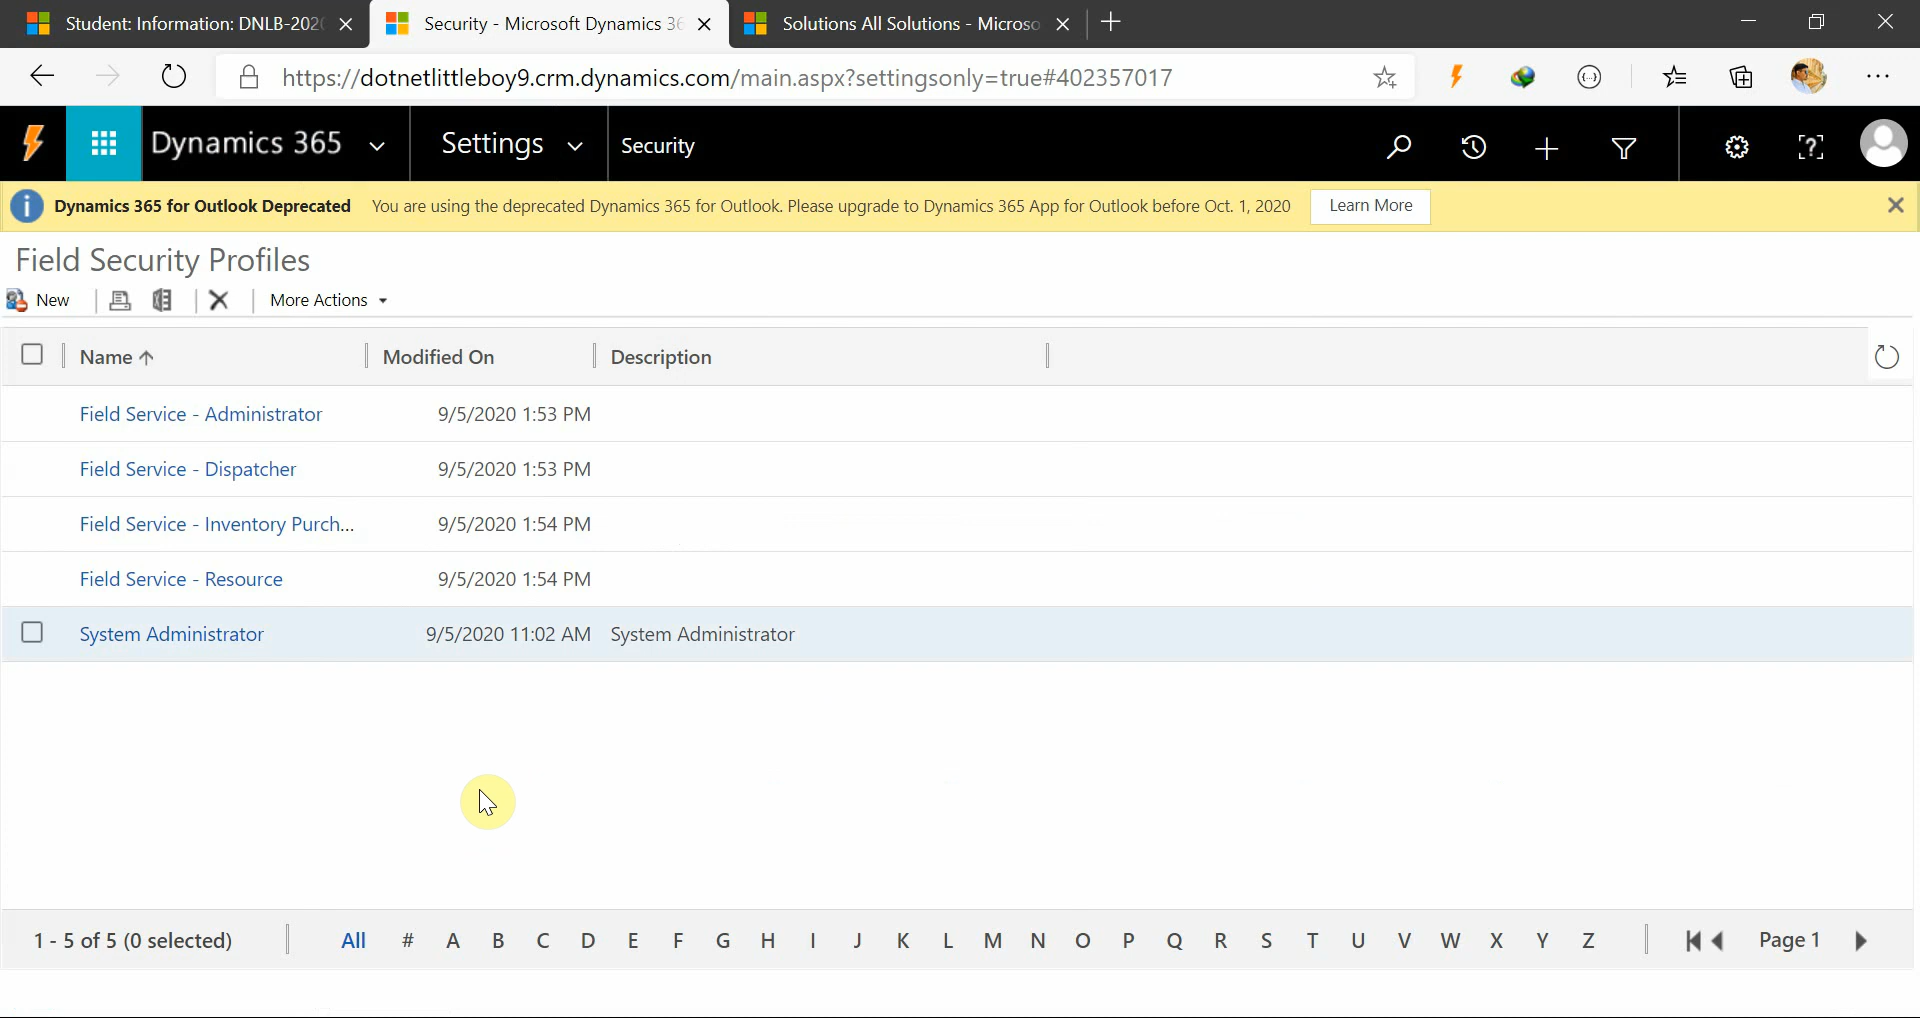 Student: Information: DNLB-202
Security - Microsoft Dynamics 36
Solutions All Solutions - Microso
https://dotnetlittleboy9.crm.dynamics.com/main.aspx?settingsonly=true#402357017
Dynamics 365
Settings
Security
Dynamics 365 for Outlook Deprecated You are using the deprecated Dynamics 365 for Outlook. Please upgrade to Dynamics 365 App for Outlook before Oct. 1, 2020 Learn More
Field Security Profiles
New More Actions
Name Modified On Description
Field Service - Administrator 9/5/2020 1:53 PM
Field Service - Dispatcher 9/5/2020 1:53 PM
Field Service - Inventory Purch... 9/5/2020 1:54 PM
Field Service - Resource 9/5/2020 1:54 PM
System Administrator 9/5/2020 11:02 AM System Administrator
1 - 5 of 5 (0 selected) All # A B C D E F G H I J K L M N O P Q R S T U V W X Y Z Page 1